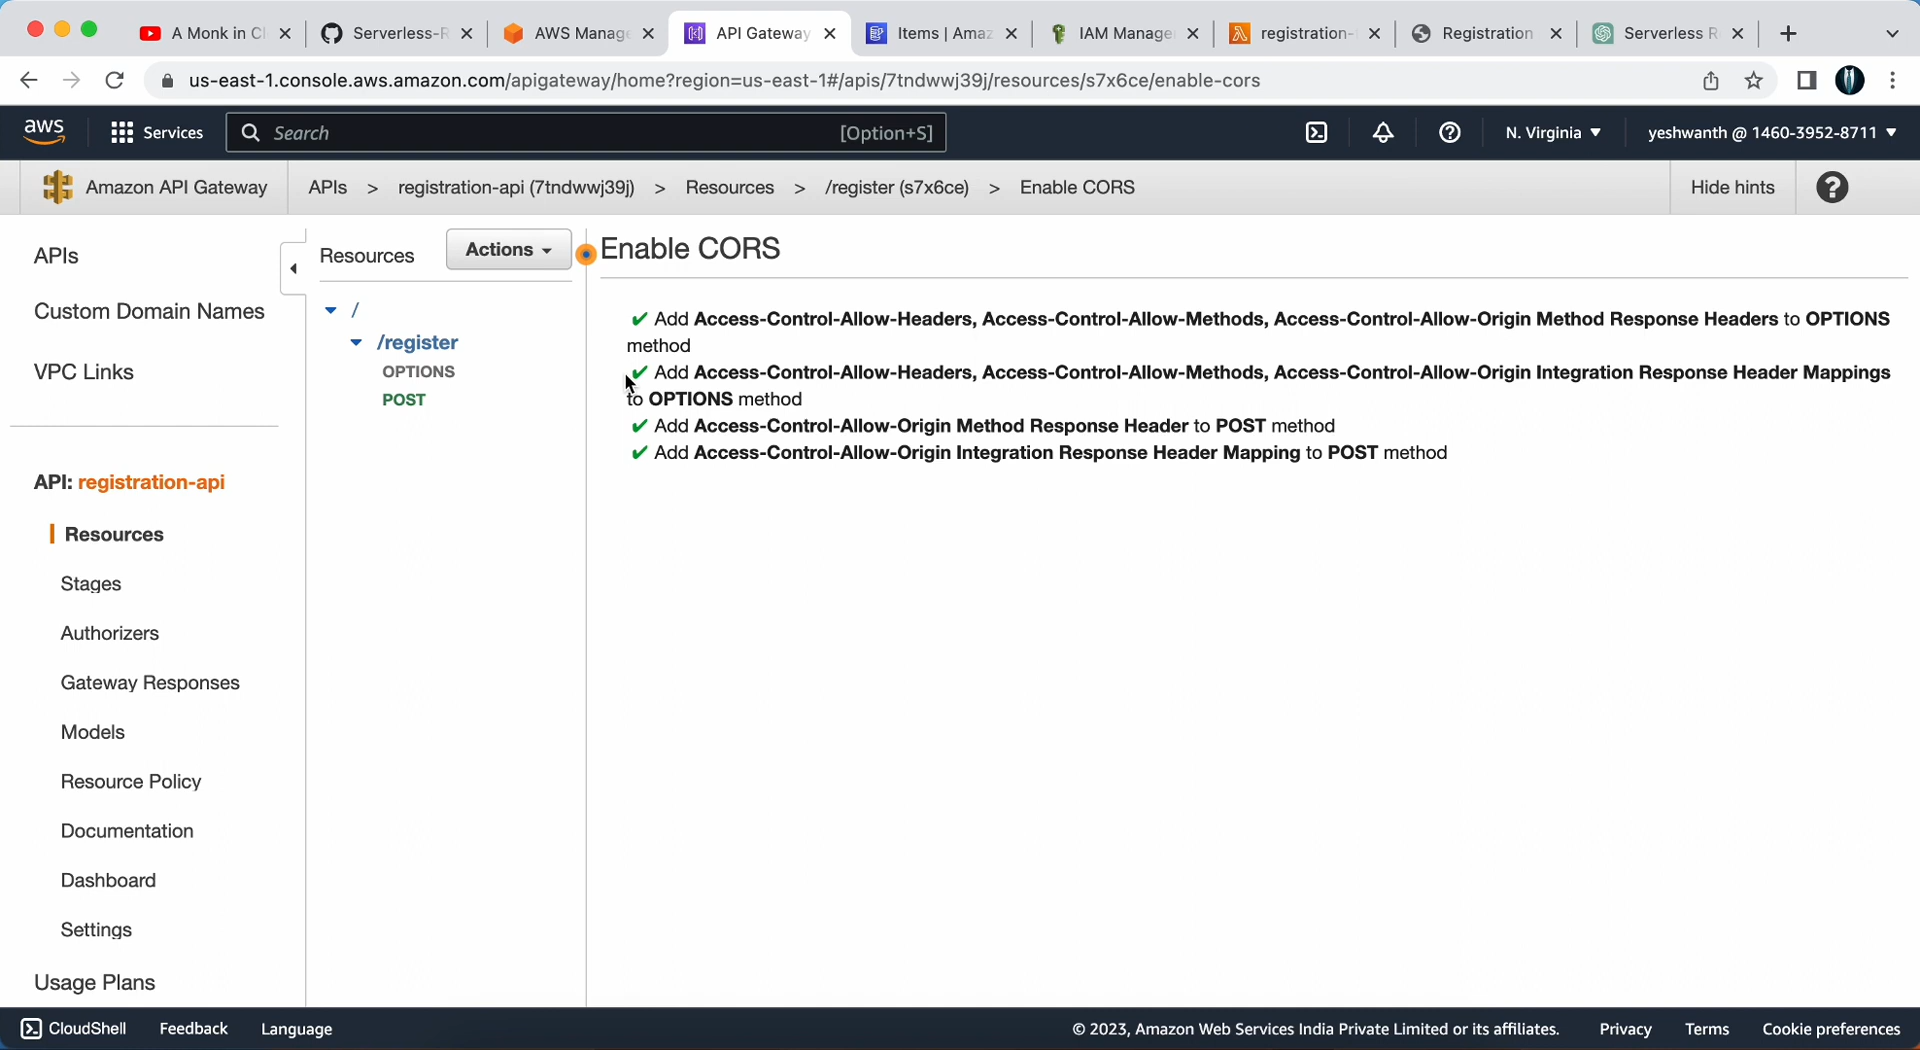 A Monk in Cl
Serverless-R
AWS Manage
API Gateway
Items | Amaz
IAM Manage
registration-
Registration
Serverless R
us-east-1.console.aws.amazon.com/apigateway/home?region=us-east-1#/apis/7tndwwj39j/resources/s7x6ce/enable-cors
aws
Services
Search
[Option+S]
N. Virginia
yeshwanth @ 1460-3952-8711
Amazon API Gateway
APIs > registration-api (7tndwwj39j) > Resources > /register (s7x6ce) > Enable CORS
Hide hints
APIs
Custom Domain Names
VPC Links
API: registration-api
Resources
Stages
Authorizers
Gateway Responses
Models
Resource Policy
Documentation
Dashboard
Settings
Usage Plans
Resources
Actions
/
/register
OPTIONS
POST
Enable CORS
✔ Add Access-Control-Allow-Headers, Access-Control-Allow-Methods, Access-Control-Allow-Origin Method Response Headers to OPTIONS
method
✔ Add Access-Control-Allow-Headers, Access-Control-Allow-Methods, Access-Control-Allow-Origin Integration Response Header Mappings
to OPTIONS method
✔ Add Access-Control-Allow-Origin Method Response Header to POST method
✔ Add Access-Control-Allow-Origin Integration Response Header Mapping to POST method
CloudShell
Feedback
Language
© 2023, Amazon Web Services India Private Limited or its affiliates.
Privacy
Terms
Cookie preferences